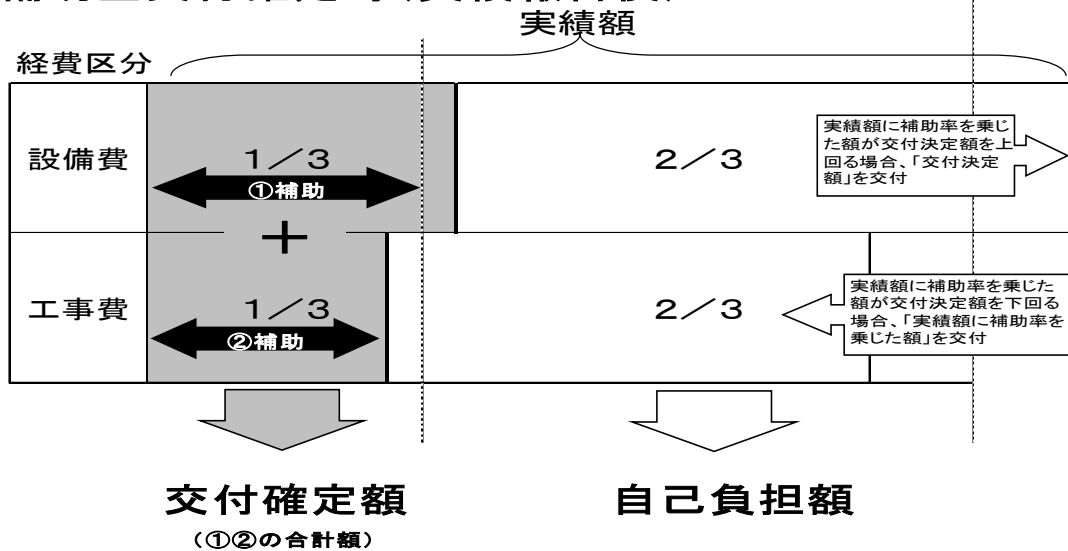 実績額
経費区分
設備費
1／3
①補助
2／3
実績額に補助率を乗じ
た額が交付決定額を上
回る場合、「交付決定
額」を交付
＋
工事費
1／3
②補助
2／3
実績額に補助率を乗じた
額が交付決定額を下回る
場合、「実績額に補助率を
乗じた額」を交付
交付確定額
（①②の合計額）
自己負担額